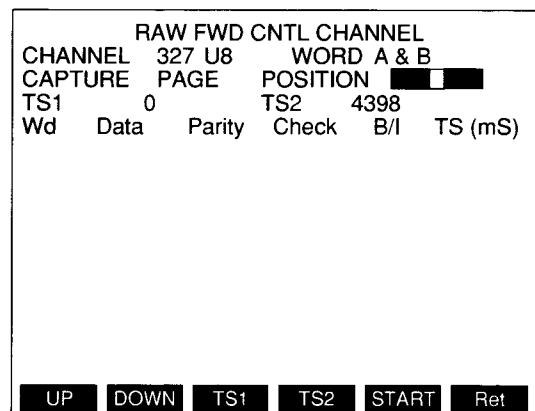 RAW FWD CNTL CHANNEL
CHANNEL 327 U8 WORD A & B
CAPTURE PAGE POSITION
TS1 0 TS2 4398
Wd Data Parity Check B/I TS (mS)
UP DOWN TS1 TS2 START Ret